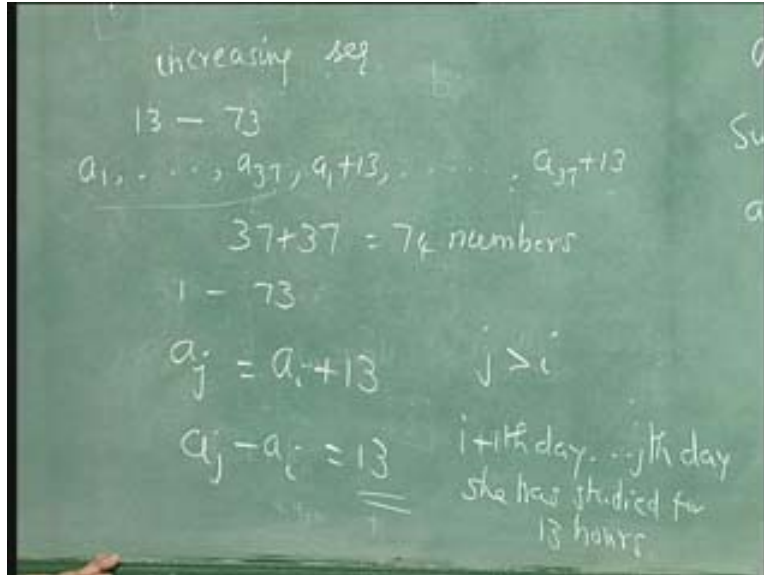 increasing seq
13 - 73
a1, . . . , a37, a1+13, . . . . . . , a37+13
37+37 = 74 numbers
1 - 73
aj = ai+13 j > i
aj - ai = 13 i+1th day...jth day
she has studied for
13 hours